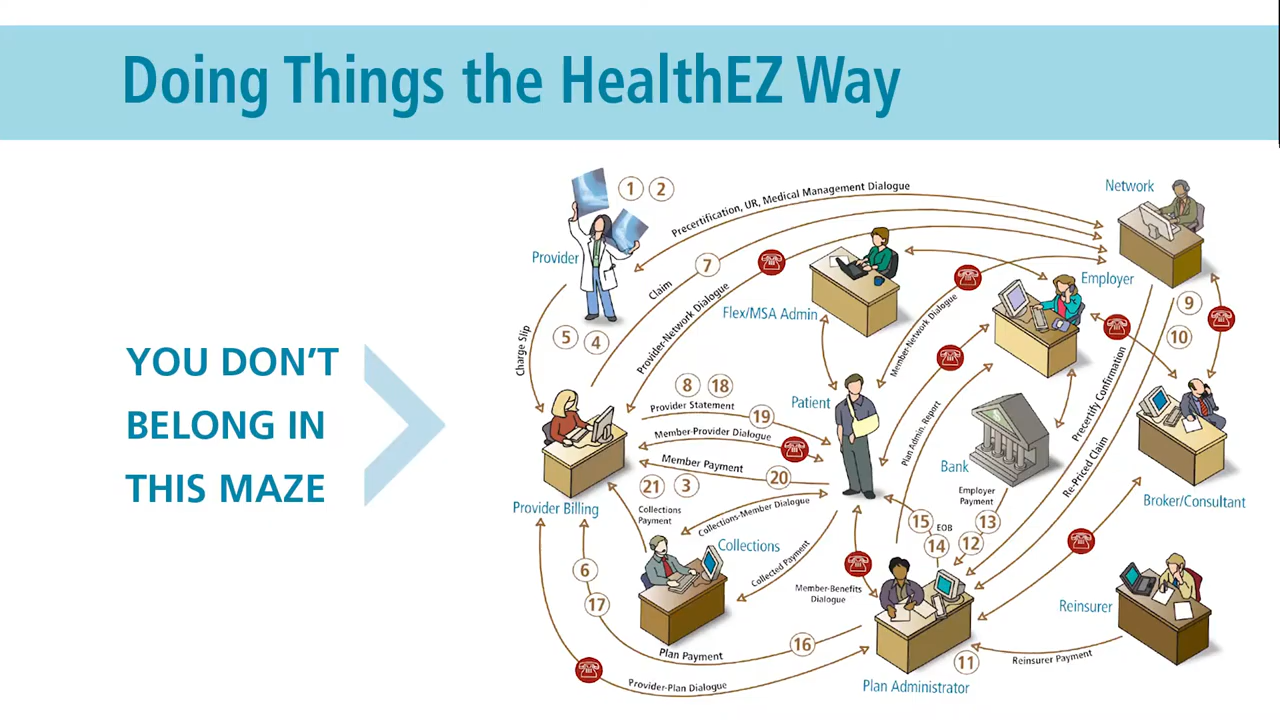 Doing Things the HealthEZ Way
YOU DON'T
BELONG IN
THIS MAZE
1 2
Precertification, UR, Medical Management Dialogue
Network
Provider
7
Claim
Provider-Network Dialogue
Flex/MSA Admin
Member-Network Dialogue
Employer
9
10
5 4
Charge Slip
Precertify Confirmation
Re-Priced Claim
8 18
Provider Statement
19
Member-Provider Dialogue
Member Payment
20
21 3
Patient
Plan Admin. Report
Bank
Employer
Payment
Broker/Consultant
Provider Billing
Collections
Payment
Collections-Member Dialogue
Collections
Collected Payment
15
EOB
14
13
12
6
17
Member-Benefits
Dialogue
Reinsurer
16
Plan Payment
11
Reinsurer Payment
Provider-Plan Dialogue
Plan Administrator